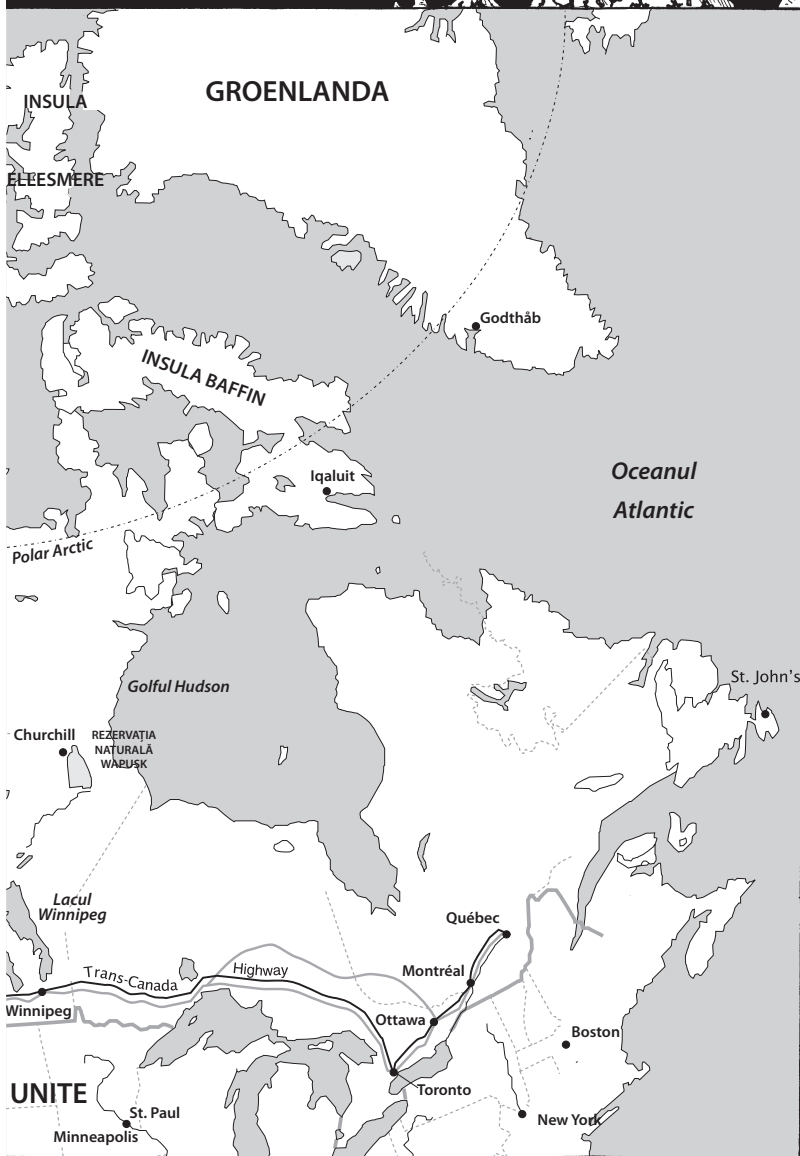 GROENLANDA
INSULA
ELLESMERE
Godthåb
INSULA BAFFIN
Iqaluit
Oceanul
Atlantic
Polar Arctic
St. John's
Golful Hudson
Churchill
REZERVAȚIA
NATURALĂ
WAPUSK
Lacul
Winnipeg
Québec
Trans-Canada Highway
Montréal
Winnipeg
Ottawa
Boston
UNITE
Toronto
St. Paul
New York
Minneapolis